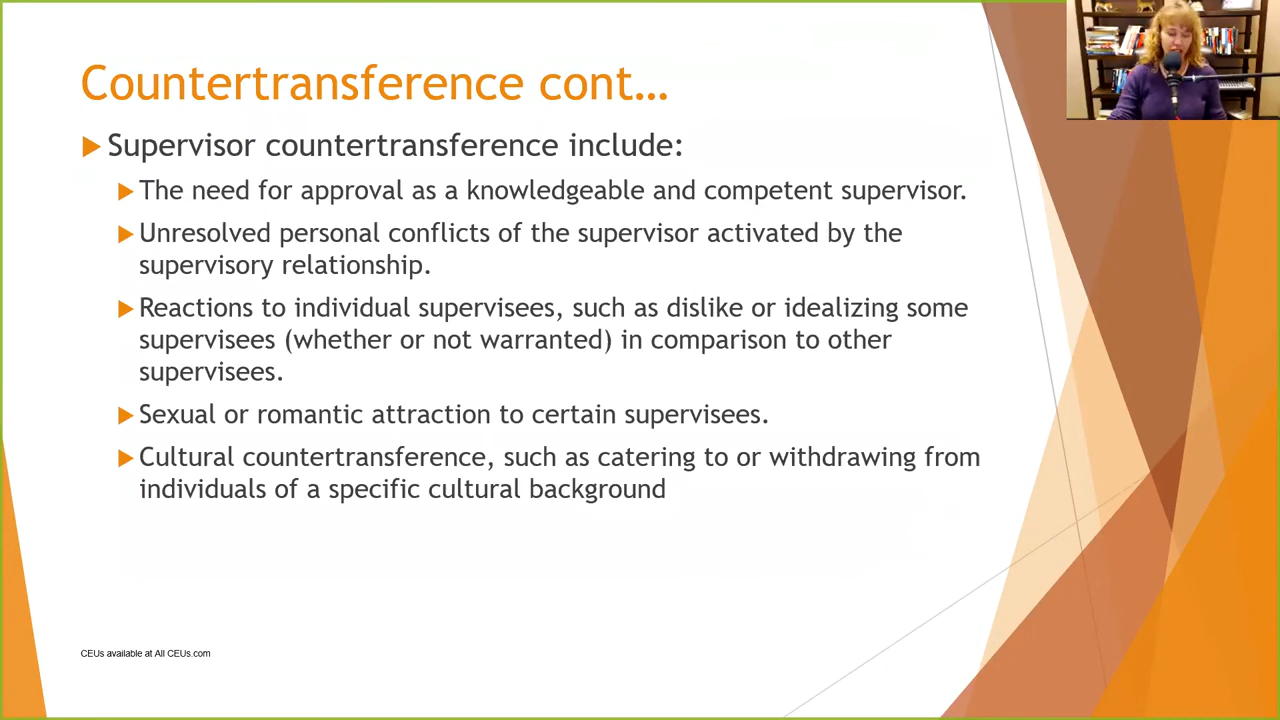 Countertransference cont…
Supervisor countertransference include:
The need for approval as a knowledgeable and competent supervisor.
Unresolved personal conflicts of the supervisor activated by the
supervisory relationship.
Reactions to individual supervisees, such as dislike or idealizing some
supervisees (whether or not warranted) in comparison to other
supervisees.
Sexual or romantic attraction to certain supervisees.
Cultural countertransference, such as catering to or withdrawing from
individuals of a specific cultural background
CEUs available at All CEUs.com